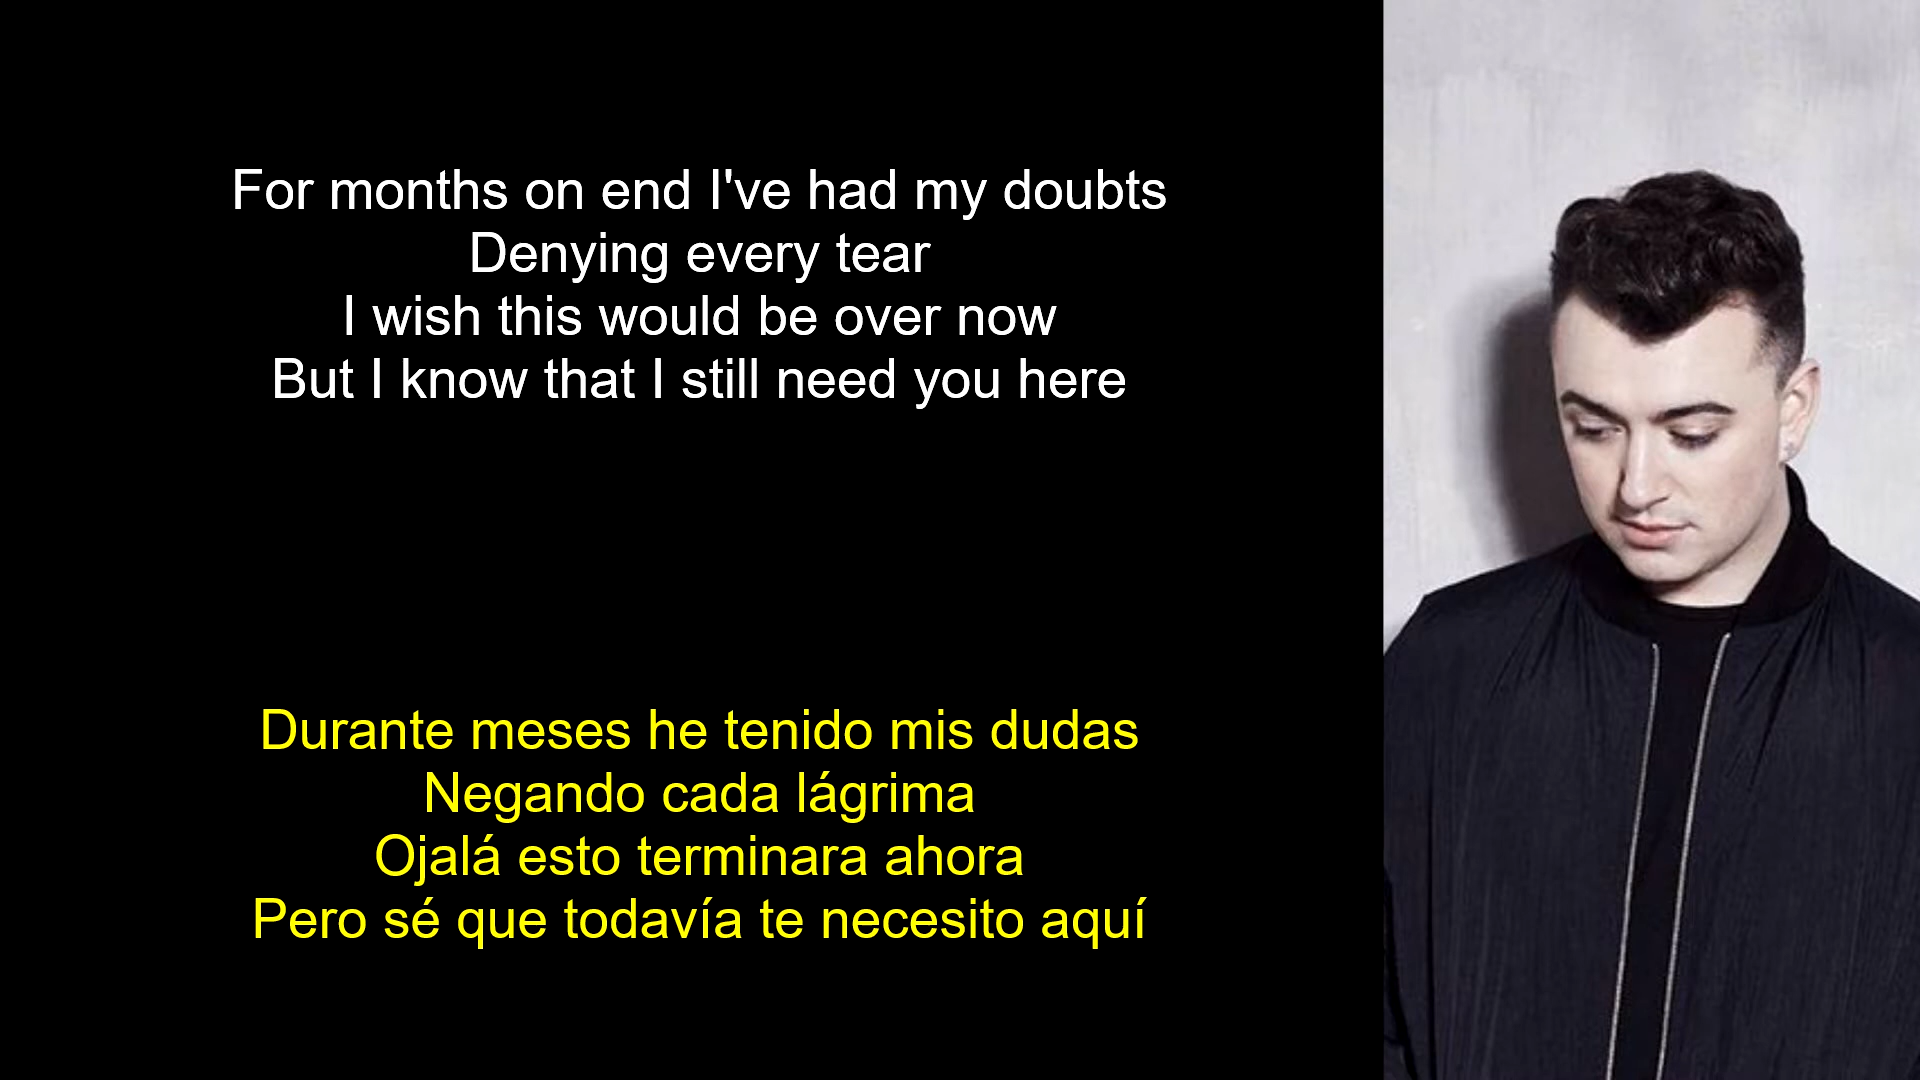 For months on end I've had my doubts
Denying every tear
I wish this would be over now
But I know that I still need you here
Durante meses he tenido mis dudas
Negando cada lágrima
Ojalá esto terminara ahora
Pero sé que todavía te necesito aquí